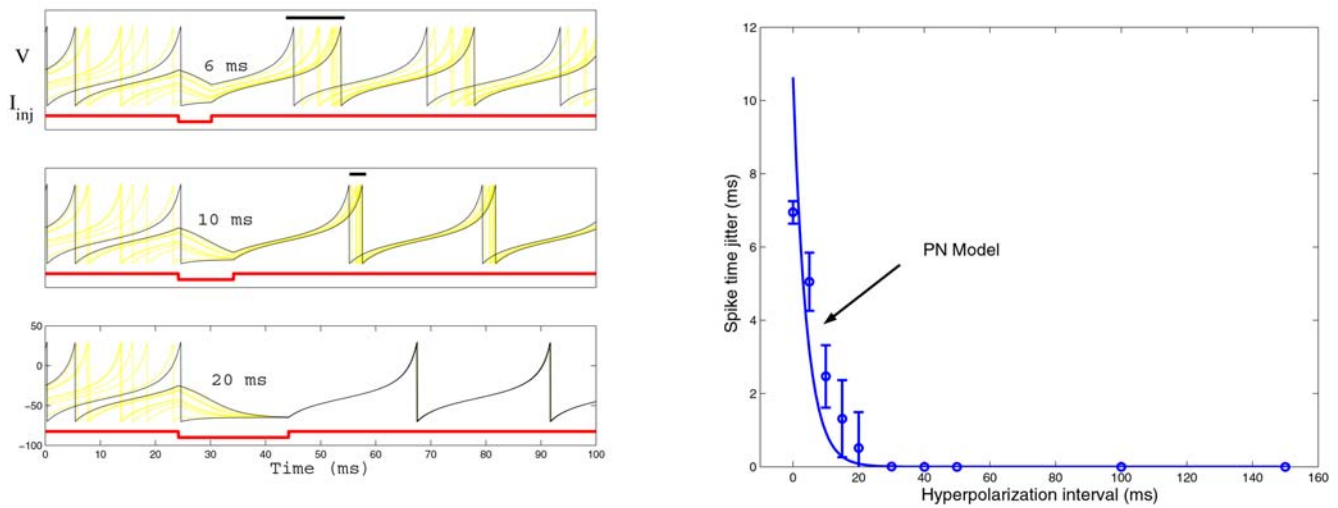 V
I inj
6 ms
10 ms
50
0
-50
-100
20 ms
0 10 20 30 40 50 60 70 80 90 100
Time (ms)
12
10
8
6
4
2
0
Spike time jitter (ms)
PN Model
0 20 40 60 80 100 120 140 160
Hyperpolarization interval (ms)